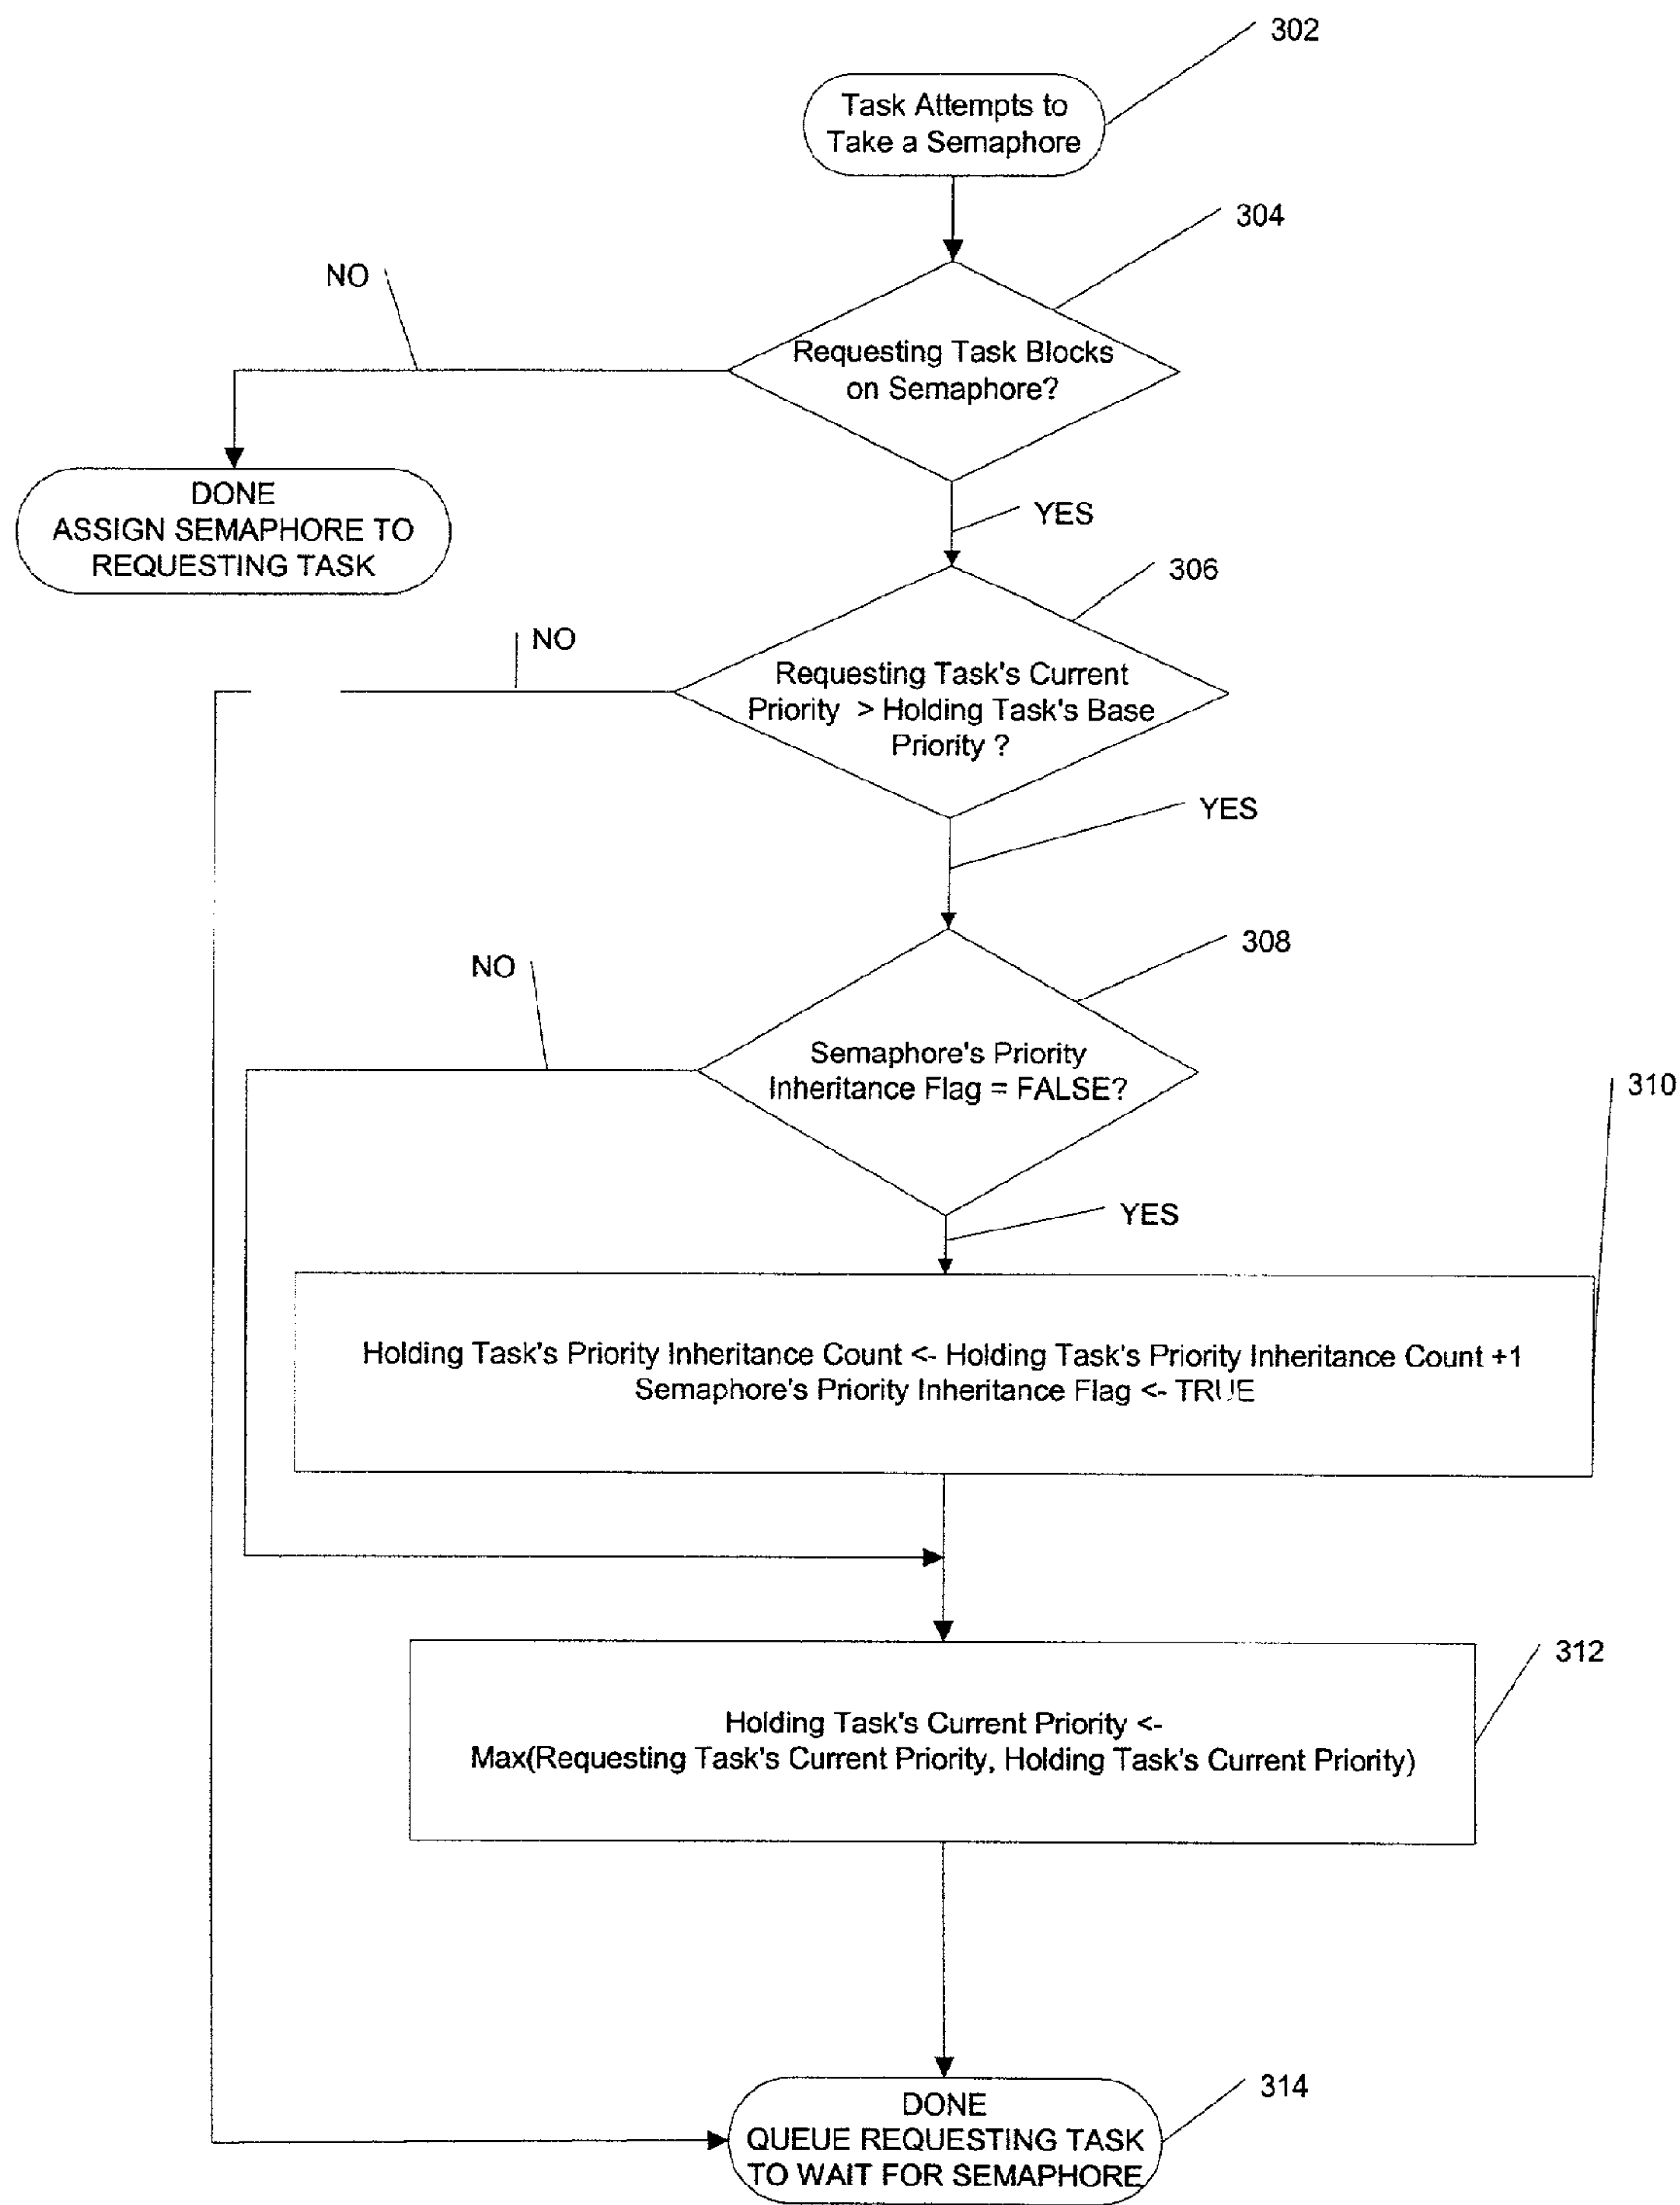 302
Task Attempts to
Take a Semaphore
304
NO
Requesting Task Blocks
on Semaphore?
DONE
ASSIGN SEMAPHORE TO
REQUESTING TASK
YES
306
NO
Requesting Task's Current
Priority > Holding Task's Base
Priority ?
YES
308
NO
Semaphore's Priority
Inheritance Flag = FALSE?
310
YES
Holding Task's Priority Inheritance Count <- Holding Task's Priority Inheritance Count +1
Semaphore's Priority Inheritance Flag <- TRUE
312
Holding Task's Current Priority <-
Max(Requesting Task's Current Priority, Holding Task's Current Priority)
314
DONE
QUEUE REQUESTING TASK
TO WAIT FOR SEMAPHORE